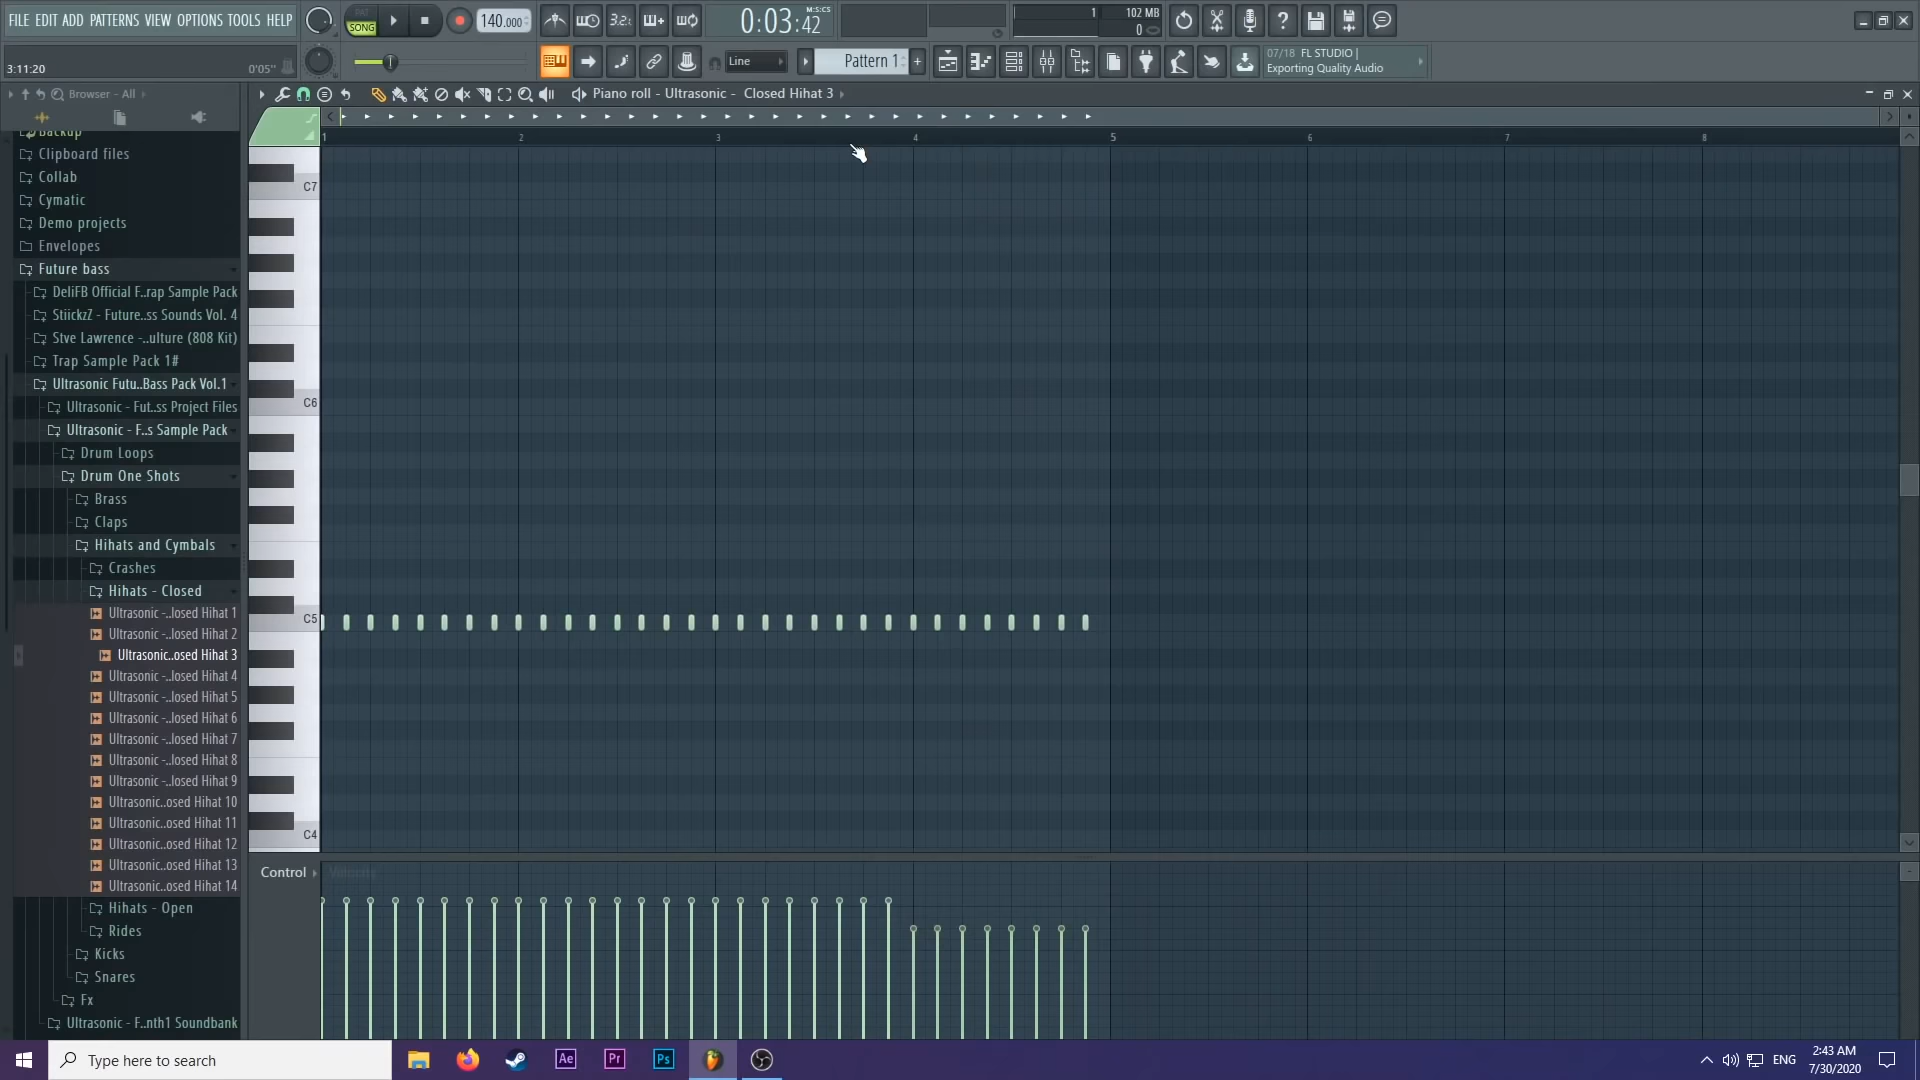 FILE EDIT ADD PATTERNS VIEW OPTIONS TOOLS HELP
PAT
SONG
140.000
3.2:
0:03:42
M:S:CS
1
102 MB
0
3:11:20
0'05"
Line
Pattern 1
07/18 FL STUDIO |
Exporting Quality Audio
Browser - All
Piano roll - Ultrasonic - Closed Hihat 3
1 2 3 4 5 6 7 8
Backup
Clipboard files
Collab
Cymatic
Demo projects
Envelopes
Future bass
DeliFB Official F..rap Sample Pack
StiickzZ - Future..ss Sounds Vol. 4
Stve Lawrence -..ulture (808 Kit)
Trap Sample Pack 1#
Ultrasonic Futu..Bass Pack Vol.1
Ultrasonic - Fut..ss Project Files
Ultrasonic - F..s Sample Pack
Drum Loops
Drum One Shots
Brass
Claps
Hihats and Cymbals
Crashes
Hihats - Closed
Ultrasonic -..losed Hihat 1
Ultrasonic -..losed Hihat 2
Ultrasonic..osed Hihat 3
Ultrasonic -..losed Hihat 4
Ultrasonic -..losed Hihat 5
Ultrasonic -..losed Hihat 6
Ultrasonic -..losed Hihat 7
Ultrasonic -..losed Hihat 8
Ultrasonic -..losed Hihat 9
Ultrasonic..osed Hihat 10
Ultrasonic..osed Hihat 11
Ultrasonic..osed Hihat 12
Ultrasonic..osed Hihat 13
Ultrasonic..osed Hihat 14
Hihats - Open
Rides
Kicks
Snares
Fx
Ultrasonic - F..nth1 Soundbank
C7
C6
C5
C4
Control
Velocity
Type here to search
Ae
Pr
Ps
ENG
2:43 AM
7/30/2020